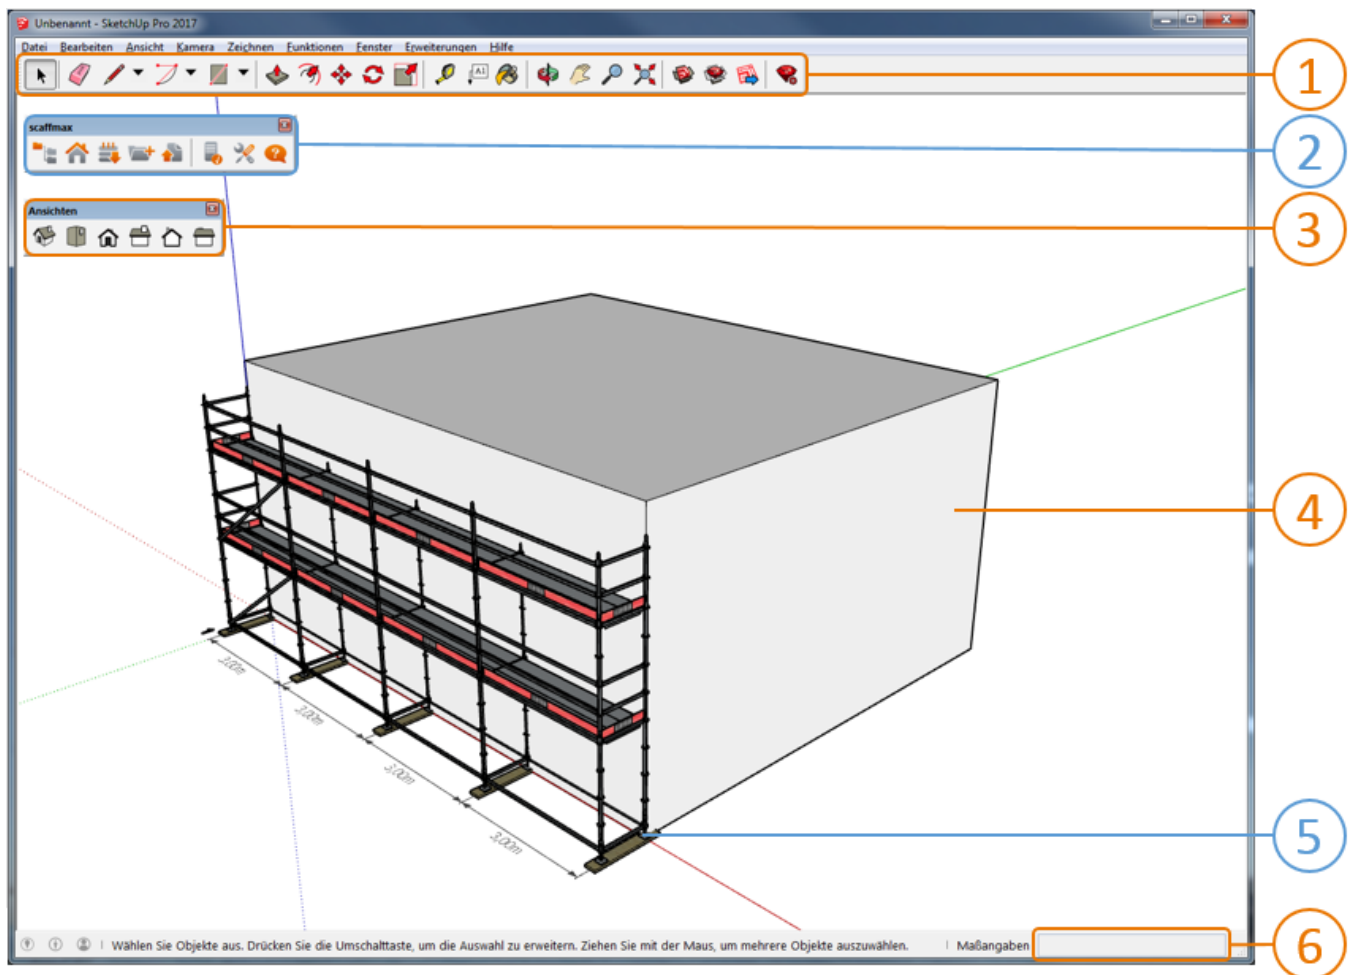 Unbenannt - SketchUp Pro 2017
Datei Bearbeiten Ansicht Kamera Zeichnen Funktionen Fenster Erweiterungen Hilfe
A1
1
scaffmax
2
Ansichten
3
4
3,00m
3,00m
3,00m
3,00m
5
Wählen Sie Objekte aus. Drücken Sie die Umschalttaste, um die Auswahl zu erweitern. Ziehen Sie mit der Maus, um mehrere Objekte auszuwählen.
Maßangaben
6